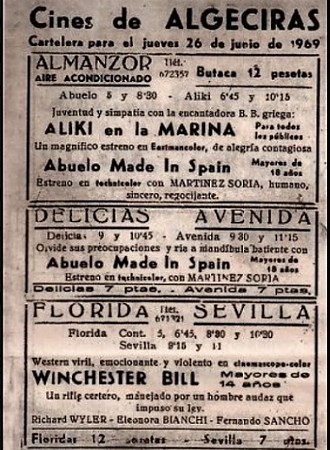 Cines de ALGECIRAS
Cartelera para el jueves 26 de junio de 1969
ALMANZOR Tléf. 672357 Butaca 12 pesetas
AIRE ACONDICIONADO
Abuelo 5 y 8'30 - Aliki 6'45 y 10'15
Juventud y simpatía con la encantadora B. B. griega:
ALIKI en la MARINA Para todos los públicos
Un magnífico estreno en Eastmancolor, de alegría contagiosa
Abuelo Made In Spain Mayores de 18 años
Estreno en technicolor con MARTINEZ SORIA, humano,
sincero, regocijante.
DELICIAS AVENIDA
Delicias 9 y 10'45 - Avenida 9'30 y 11'15
Olvide sus preocupaciones y ría a mandíbula batiente con
Abuelo Made In Spain Mayores de 18 años
Estreno en technicolor, con MARTINEZ SORIA
Delicias 7 ptas. Avenida 7 ptas.
FLORIDA Tléf. SEVILLA
Florida Cont. 5, 6'45, 8'30 y 10'30
Sevilla 9'15 y 11
Western viril, emocionante y violento en cinemascope-color
WINCHESTER BILL Mayores de 14 años
Un rifle certero, manejado por un hombre audaz que
impuso su ley.
Richard WYLER - Eleonora BIANCHI - Fernando SANCHO
Floridas 12 pesetas - Sevilla 7 ptas.